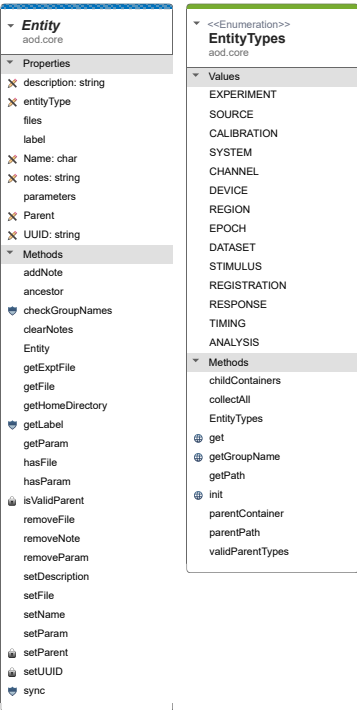 Entity
aod.core
Properties
description: string
entityType
files
label
Name: char
notes: string
parameters
Parent
UUID: string
Methods
addNote
ancestor
checkGroupNames
clearNotes
Entity
getExptFile
getFile
getHomeDirectory
getLabel
getParam
hasFile
hasParam
isValidParent
removeFile
removeNote
removeParam
setDescription
setFile
setName
setParam
setParent
setUUID
sync
<<Enumeration>>
EntityTypes
aod.core
Values
EXPERIMENT
SOURCE
CALIBRATION
SYSTEM
CHANNEL
DEVICE
REGION
EPOCH
DATASET
STIMULUS
REGISTRATION
RESPONSE
TIMING
ANALYSIS
Methods
childContainers
collectAll
EntityTypes
get
getGroupName
getPath
init
parentContainer
parentPath
validParentTypes